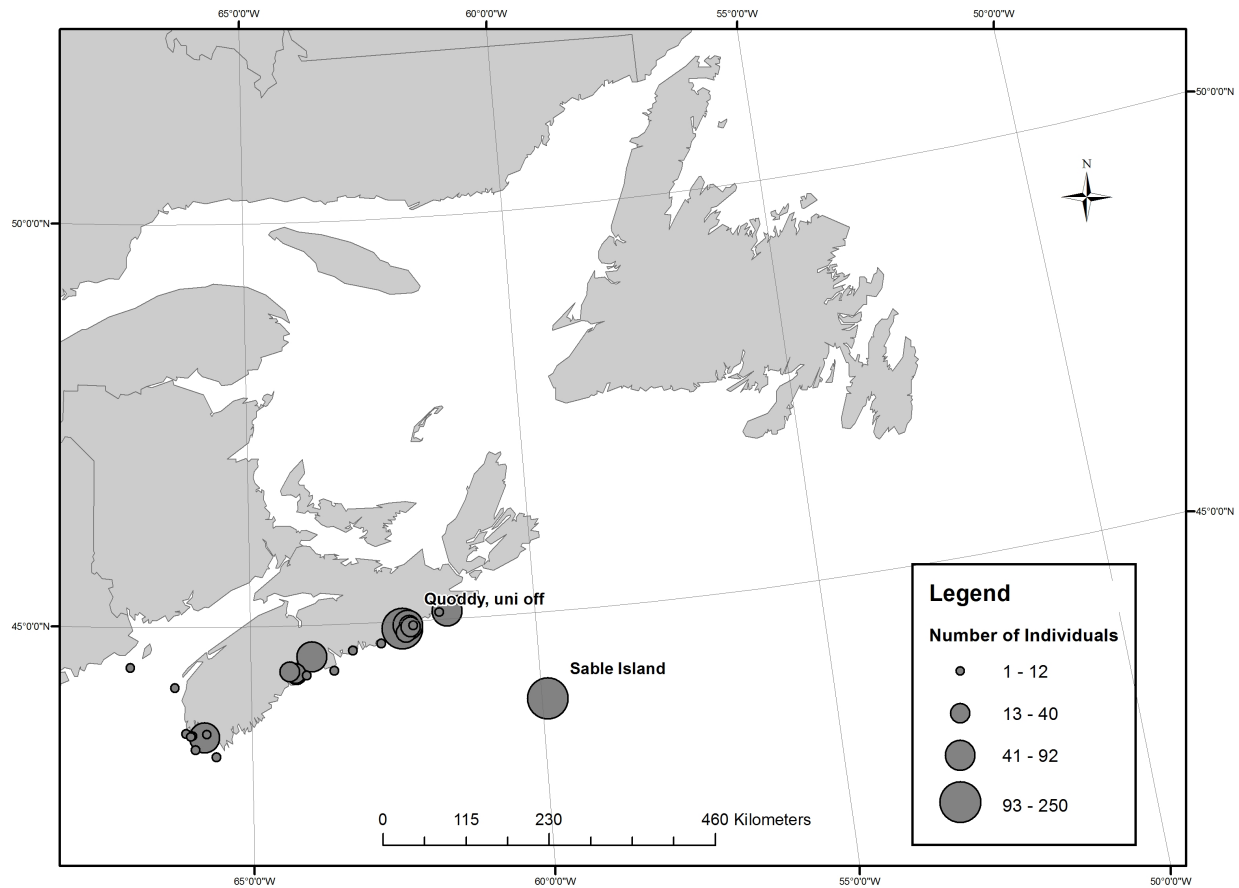 65°0'0"W 60°0'0"W 55°0'0"W 50°0'0"W
50°0'0"N
N
50°0'0"N
45°0'0"N
Quoddy, uni off
45°0'0"N
Sable Island
Legend
Number of Individuals
1 - 12
13 - 40
41 - 92
93 - 250
0 115 230 460 Kilometers
65°0'0"W 60°0'0"W 55°0'0"W 50°0'0"W